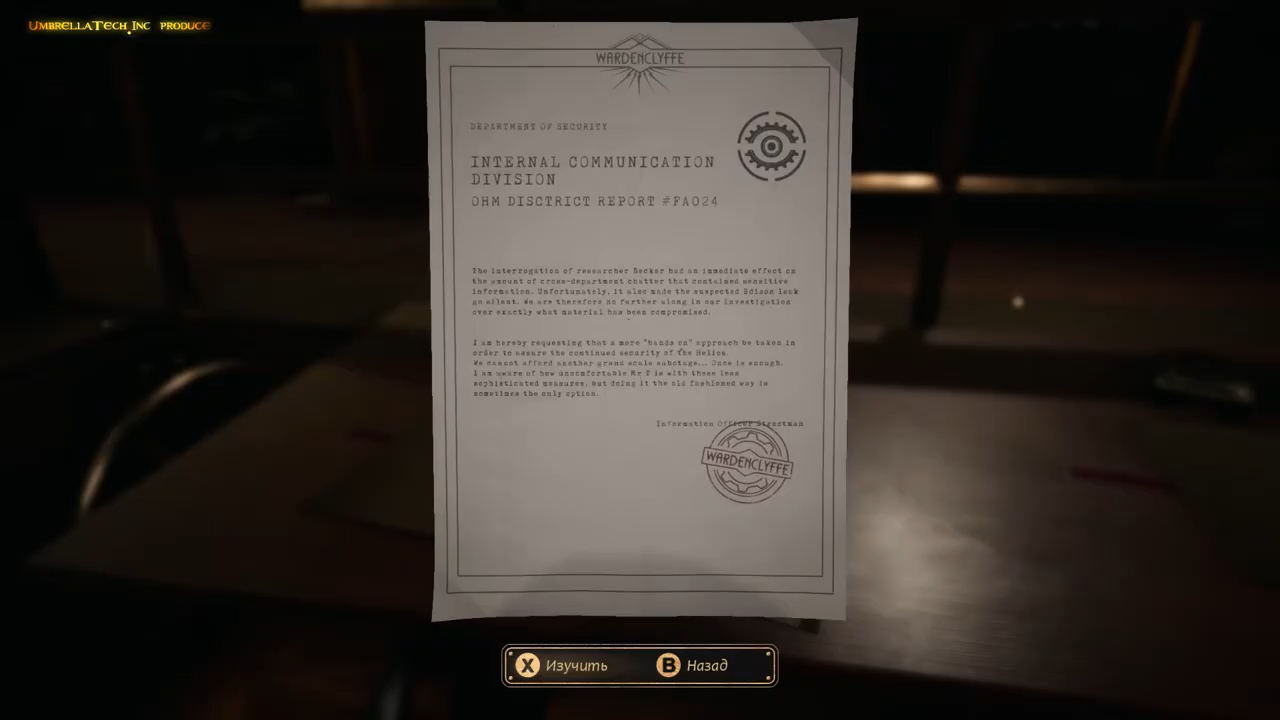 UmbrellaTech.Inc produce
WARDENCLYFFE
DEPARTMENT OF SECURITY
INTERNAL COMMUNICATION
DIVISION
OHM DISCTRICT REPORT #FA024
The interrogation of researcher Becker had an immediate effect on
the amount of cross-department chatter that contained sensitive
information. Unfortunately, it also made the suspected Edison leak
go silent. We are therefore no further along in our investigation
over exactly what material has been compromised.
I am hereby requesting that a more "hands on" approach be taken in
order to assure the continued security of the Helion.
We cannot afford another grand scale sabotage... Once is enough.
I am aware of how uncomfortable Mr T is with these less
sophisticated measures, but doing it the old fashioned way is
sometimes the only option.
Information Officer Streetman
WARDENCLYFFE
X Изучить B Назад